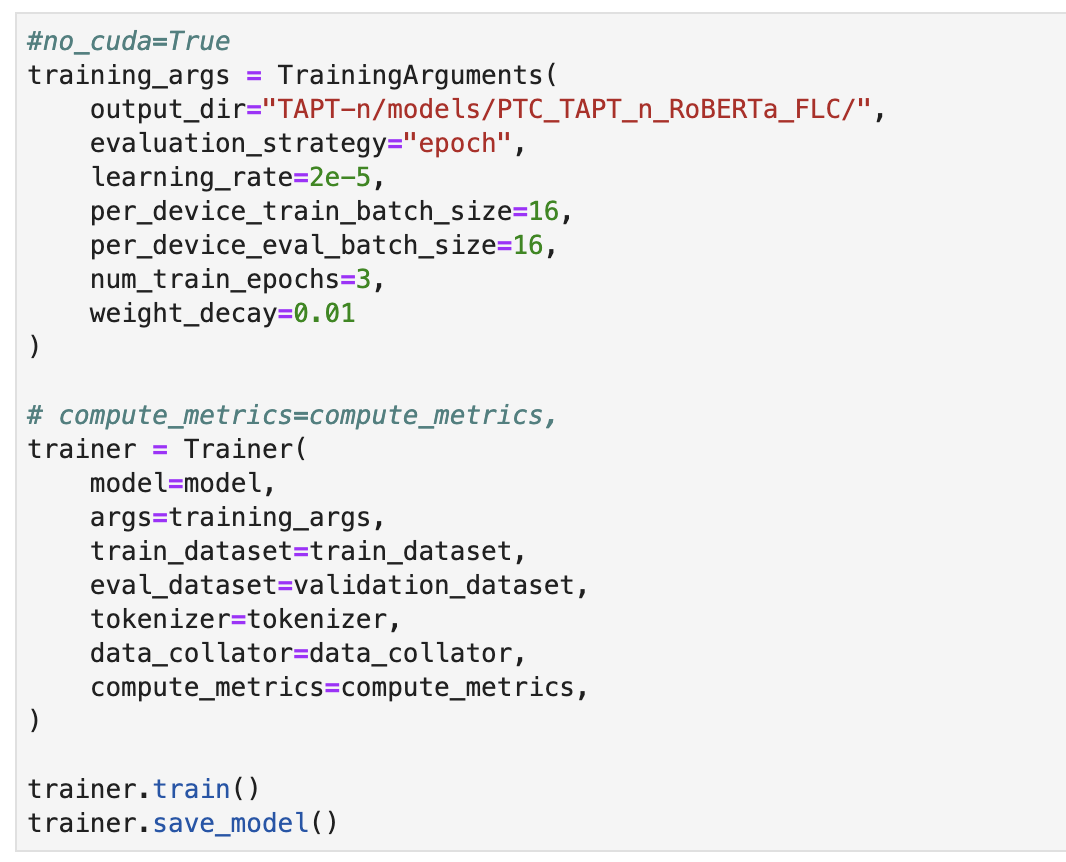 #no_cuda=True
training_args = TrainingArguments(
    output_dir="TAPT-n/models/PTC_TAPT_n_RoBERTa_FLC/",
    evaluation_strategy="epoch",
    learning_rate=2e-5,
    per_device_train_batch_size=16,
    per_device_eval_batch_size=16,
    num_train_epochs=3,
    weight_decay=0.01
)
# compute_metrics=compute_metrics,
trainer = Trainer(
    model=model,
    args=training_args,
    train_dataset=train_dataset,
    eval_dataset=validation_dataset,
    tokenizer=tokenizer,
    data_collator=data_collator,
    compute_metrics=compute_metrics,
)
trainer.train()
trainer.save_model()